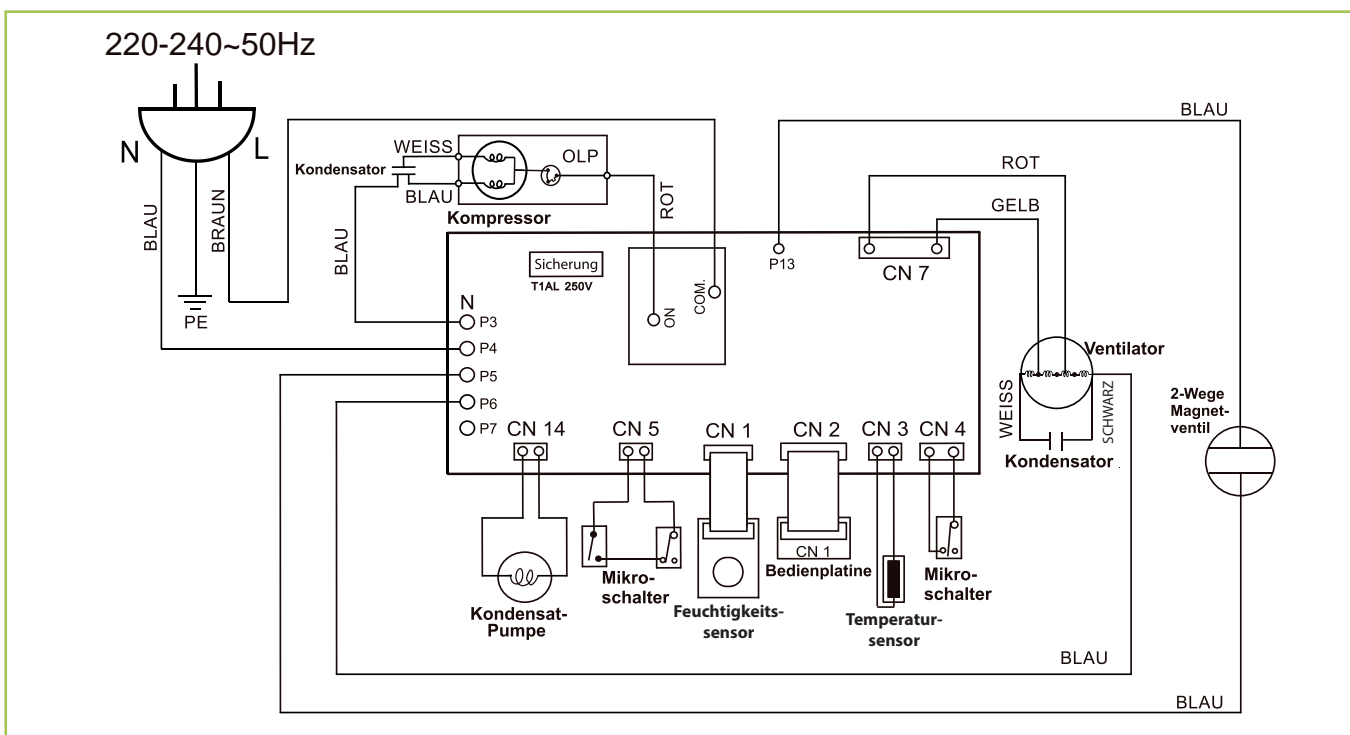 220-240~50Hz
N
L
BLAU
BRAUN
PE
Kondensator
WEISS
BLAU
OLP
Kompressor
BLAU
ROT
BLAU
ROT
GELB
P13
CN 7
Sicherung
T1AL 250V
ON
COM.
N
P3
P4
P5
P6
P7
CN 14
CN 5
CN 1
CN 2
CN 3
CN 4
Ventilator
WEISS
SCHWARZ
Kondensator
2-Wege
Magnet-
ventil
Kondensat-
Pumpe
Mikro-
schalter
Feuchtigkeits-
sensor
CN 1
Bedienplatine
Temperatur-
sensor
Mikro-
schalter
BLAU
BLAU